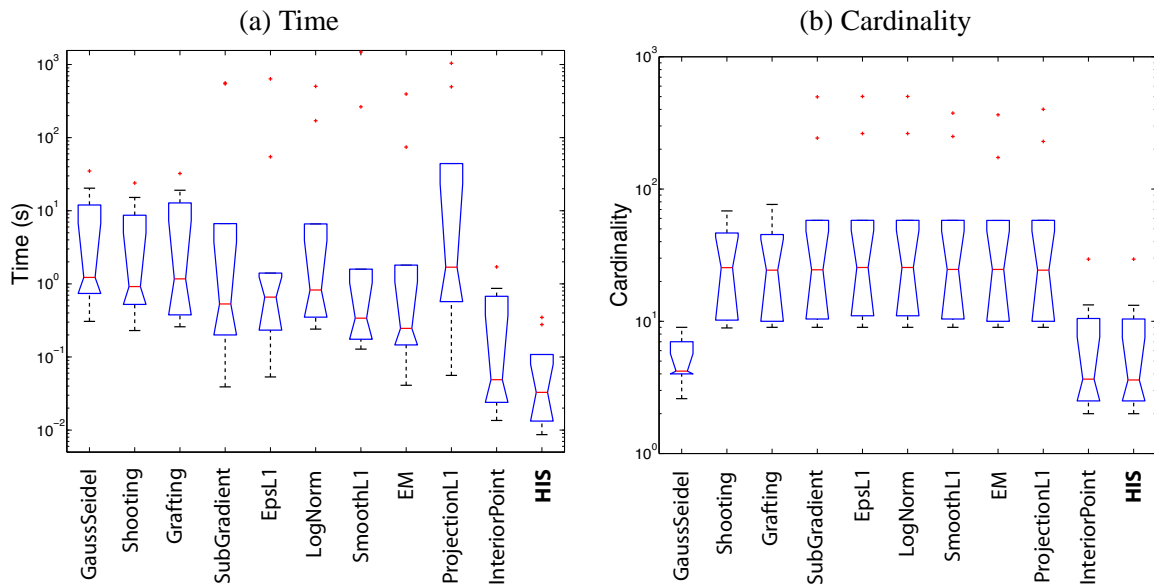 (a) Time
Time (s)
10³
10²
10¹
10⁰
10⁻¹
10⁻²
GaussSeidel
Shooting
Grafting
SubGradient
EpsL1
LogNorm
SmoothL1
EM
ProjectionL1
InteriorPoint
HIS
(b) Cardinality
Cardinality
10³
10²
10¹
10⁰
GaussSeidel
Shooting
Grafting
SubGradient
EpsL1
LogNorm
SmoothL1
EM
ProjectionL1
InteriorPoint
HIS